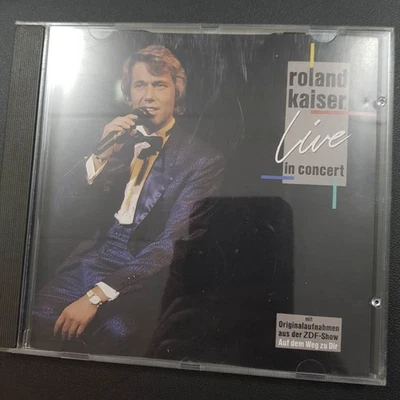 roland
kaiser
Live
in concert
mit
Originalaufnahmen
aus der ZDF-Show
Auf dem Weg zu Dir